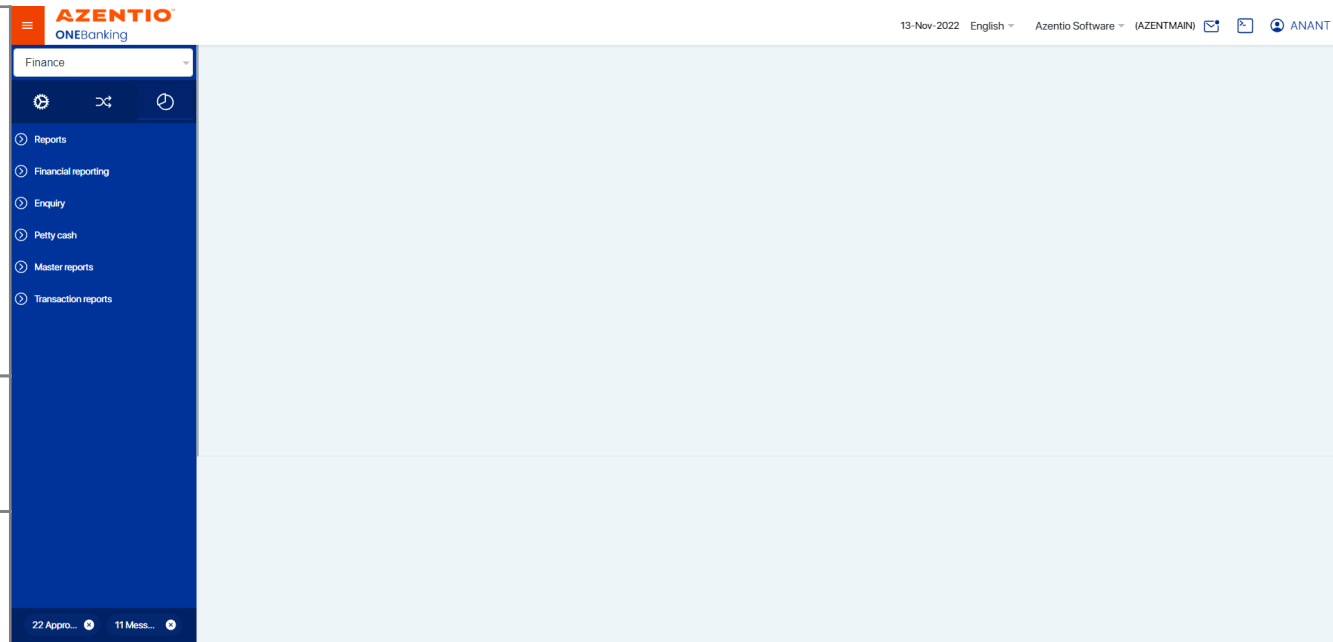 AZENTIO™
ONEBanking
13-Nov-2022 English Azentio Software (AZENTMAIN) ANANT
Finance
Reports
Financial reporting
Enquiry
Petty cash
Master reports
Transaction reports
22 Appro... 11 Mess...